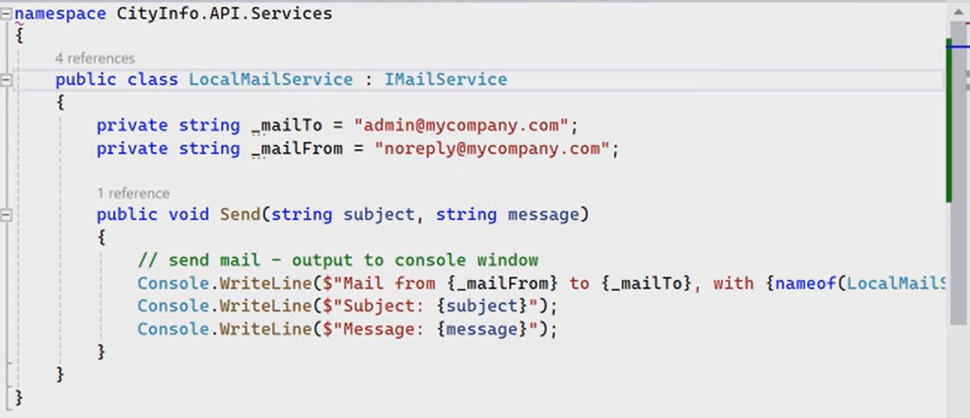 namespace CityInfo.API.Services
{
4 references
public class LocalMailService : IMailService
{
private string _mailTo = "admin@mycompany.com";
private string _mailFrom = "noreply@mycompany.com";
1 reference
public void Send(string subject, string message)
{
// send mail - output to console window
Console.WriteLine($"Mail from {_mailFrom} to {_mailTo}, with {nameof(LocalMailS
Console.WriteLine($"Subject: {subject}");
Console.WriteLine($"Message: {message}");
}
}
}